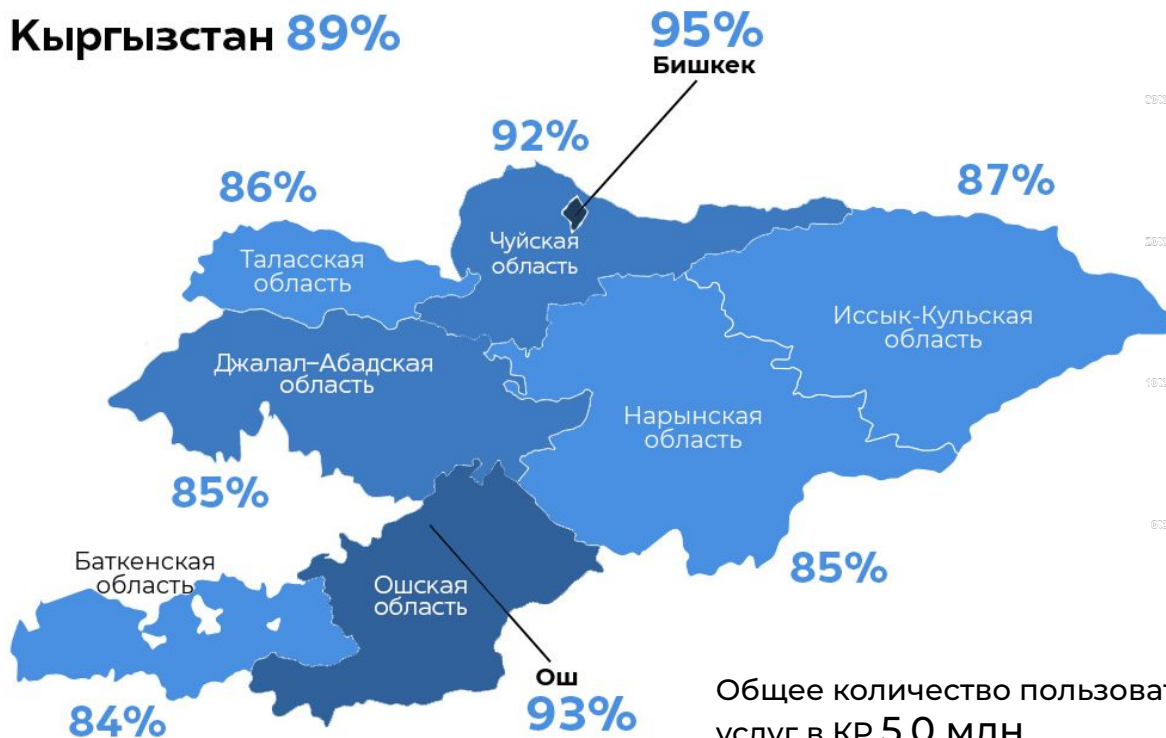 Кыргызстан 89%
95%
Бишкек
92%
86%
87%
Чуйская
область
Таласская
область
Иссык-Кульская
область
Джалал-Абадская
область
Нарынская
область
85%
85%
Баткенская
область
Ошская
область
Ош
84%
93%
Общее количество
услуг в КР 5,0 млн